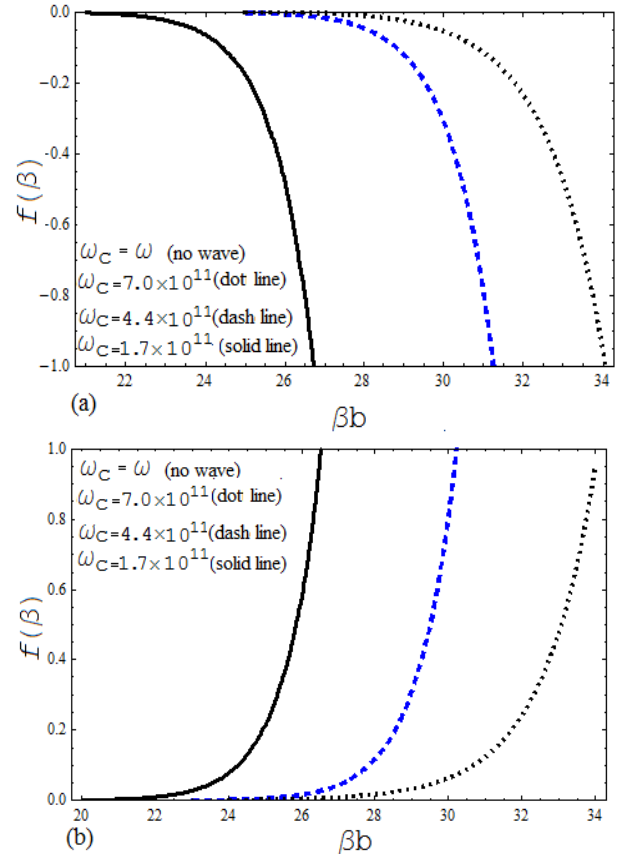 0.0
-0.2
-0.4
-0.6
-0.8
-1.0
f(β)
ω_C = ω (no wave)
ω_C=7.0×10^11 (dot line)
ω_C=4.4×10^11 (dash line)
ω_C=1.7×10^11 (solid line)
22 24 26 28 30 32 34
(a) βb
1.0
0.8
0.6
0.4
0.2
0.0
f(β)
ω_C = ω (no wave)
ω_C=7.0×10^11 (dot line)
ω_C=4.4×10^11 (dash line)
ω_C=1.7×10^11 (solid line)
20 22 24 26 28 30 32 34
(b) βb